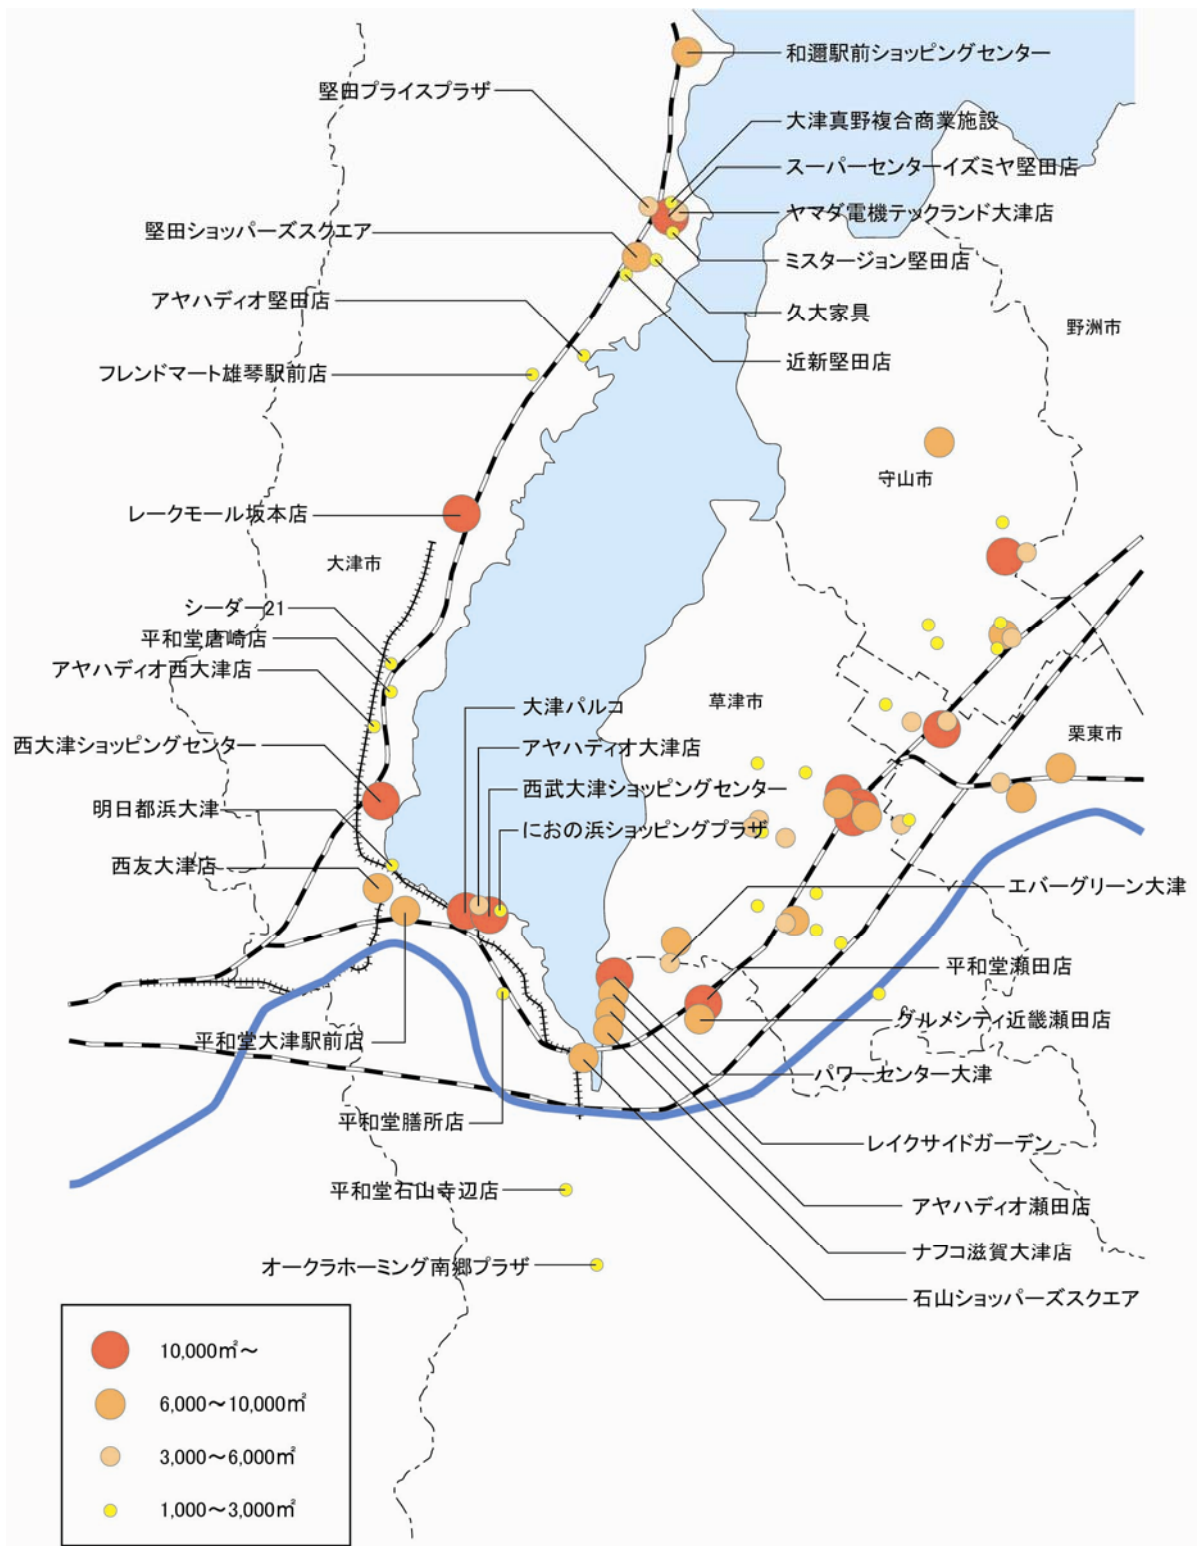 和邇駅前ショッピングセンター
堅田プライスプラザ
大津真野複合商業施設
スーパーセンターイズミヤ堅田店
ヤマダ電機テックランド大津店
堅田ショッパーズスクエア
ミスタージョン堅田店
アヤハディオ堅田店
久大家具
野洲市
近新堅田店
フレンドマート雄琴駅前店
守山市
レークモール坂本店
大津市
シーダー21
平和堂唐崎店
アヤハディオ西大津店
大津パルコ
草津市
栗東市
西大津ショッピングセンター
アヤハディオ大津店
西武大津ショッピングセンター
明日都浜大津
におの浜ショッピングプラザ
西友大津店
エバーグリーン大津
平和堂瀬田店
グルメシティ近畿瀬田店
平和堂大津駅前店
パワーセンター大津
平和堂膳所店
レイクサイドガーデン
平和堂石山寺辺店
アヤハディオ瀬田店
ナフコ滋賀大津店
オークラホーミング南郷プラザ
石山ショッパーズスクエア
10,000㎡～
6,000～10,000㎡
3,000～6,000㎡
1,000～3,000㎡